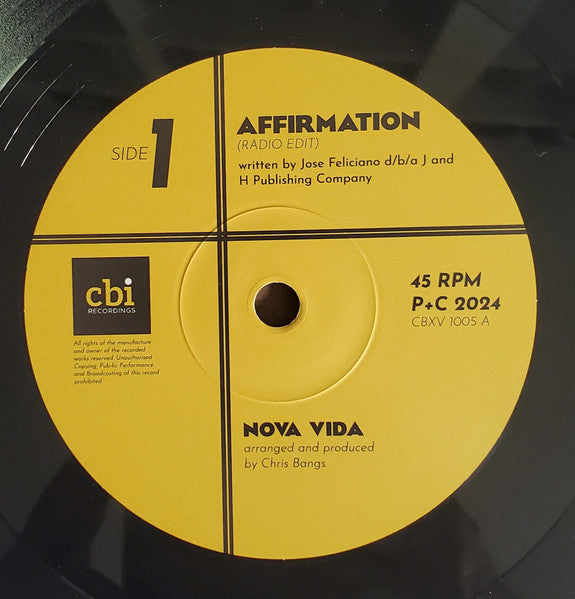 SIDE 1
AFFIRMATION
(RADIO EDIT)
written by Jose Feliciano d/b/a J and
H Publishing Company
cbi
RECORDINGS
All rights of the manufacture
and owner of the recorded
works reserved. Unauthorised
Copying, Pub-lic Performance
and Broadcasting of this record
prohibited
45 RPM
P+C 2024
CBXV 1005 A
NOVA VIDA
arranged and produced
by Chris Bangs